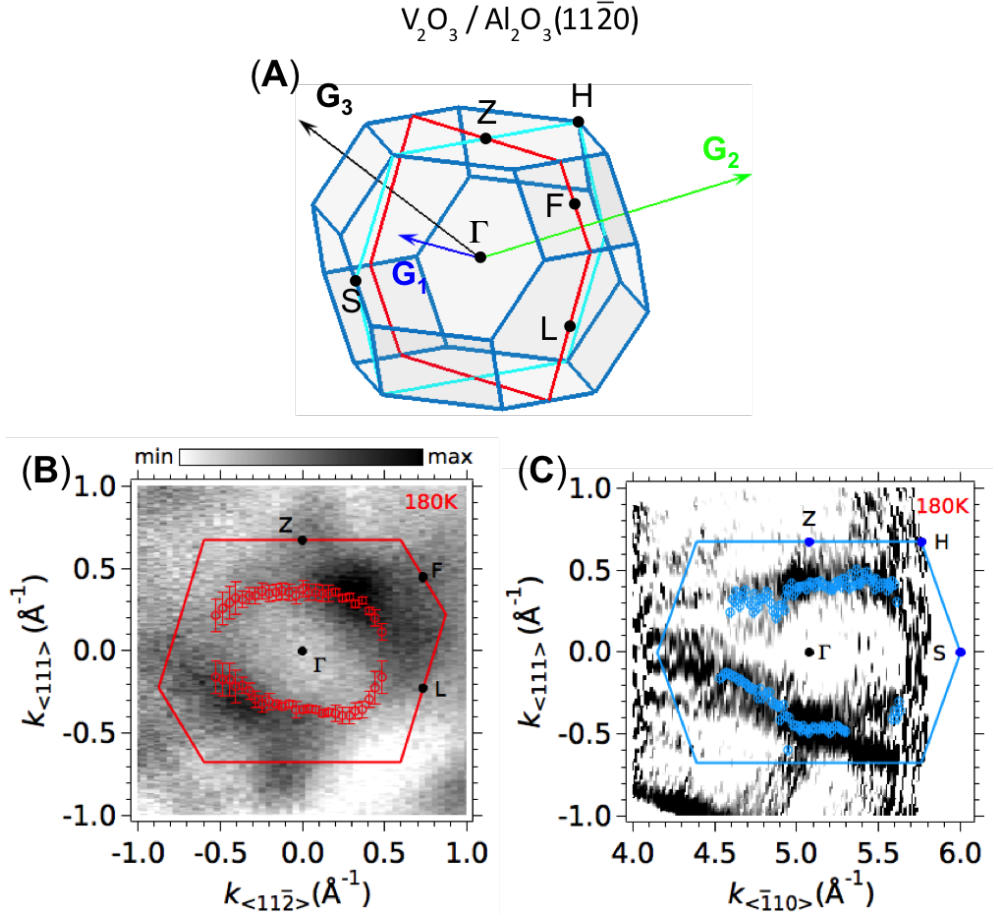 V₂O₃ / Al₂O₃(112̄0)
(A)
G₃
Z
H
G₂
F
Γ
G₁
S
L
(B)
min
max
(C)
180K
1.0
0.5
0.0
-0.5
-1.0
k<111>(Å⁻¹)
Z
F
Γ
L
-1.0
-0.5
0.0
0.5
1.0
k<112̄>(Å⁻¹)
180K
1.0
0.5
0.0
-0.5
-1.0
k<111>(Å⁻¹)
Z
H
Γ
S
4.0
4.5
5.0
5.5
6.0
k<1̄10>(Å⁻¹)